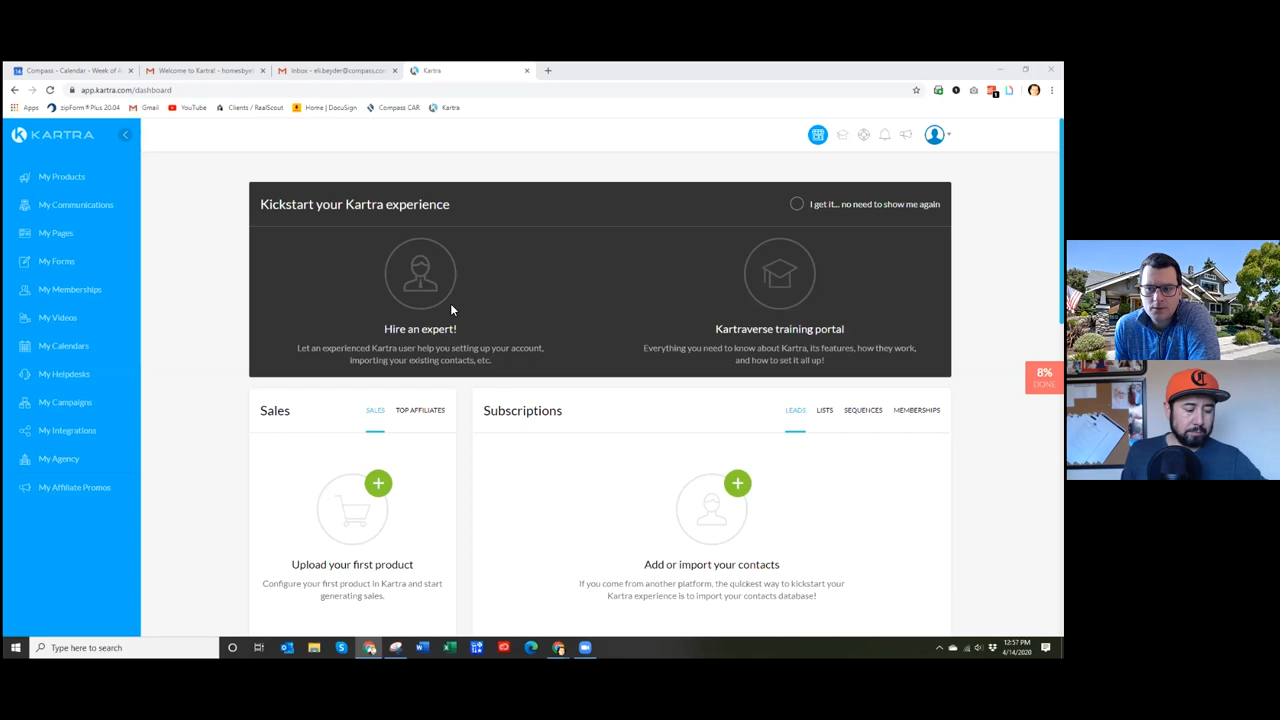 Compass - Calendar - Week of A
Welcome to Kartra! - homesbye
Inbox - eli.beyder@compass.co
Kartra
app.kartra.com/dashboard
Apps
zipForm®Plus 20.04
Gmail
YouTube
Clients / RealScout
Home | DocuSign
Compass CAR
Kartra
KARTRA
My Products
My Communications
My Pages
My Forms
My Memberships
My Videos
My Calendars
My Helpdesks
My Campaigns
My Integrations
My Agency
My Affiliate Promos
Kickstart your Kartra experience
I get it... no need to show me again
Hire an expert!
Let an experienced Kartra user help you setting up your account,
importing your existing contacts, etc.
Kartraverse training portal
Everything you need to know about Kartra, its features, how they work,
and how to set it all up!
8%
DONE
Sales
SALES
TOP AFFILIATES
Upload your first product
Configure your first product in Kartra and start
generating sales.
Subscriptions
LEADS
LISTS
SEQUENCES
MEMBERSHIPS
Add or import your contacts
If you come from another platform, the quickest way to kickstart your
Kartra experience is to import your contacts database!
Type here to search
12:57 PM
4/14/2020